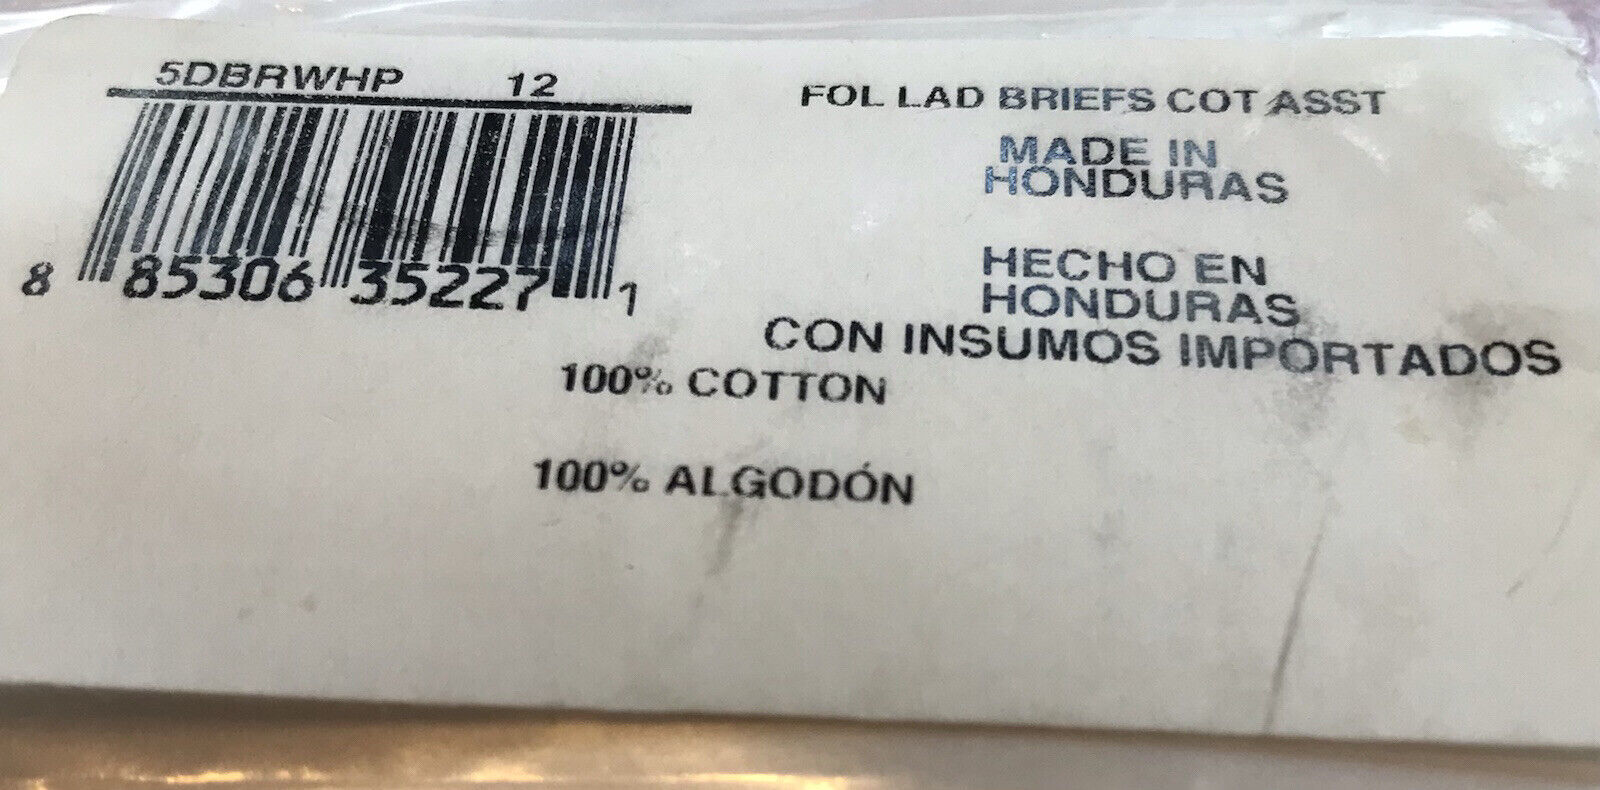 5DBRWHP 12
8 85306 35227 1
FOL LAD BRIEFS COT ASST
MADE IN
HONDURAS
HECHO EN
HONDURAS
CON INSUMOS IMPORTADOS
100% COTTON
100% ALGODÓN